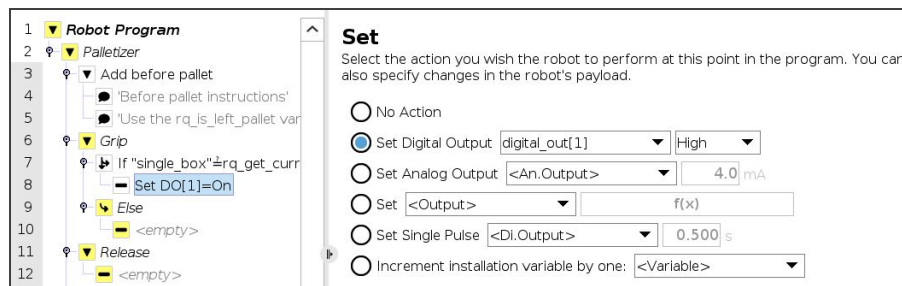 1 Robot Program
2 Palletizer
3 Add before pallet
4 'Before pallet instructions'
5 'Use the rq_is_left_pallet var
6 Grip
7 If "single_box"≟rq_get_curr
8 Set DO[1]=On
9 Else
10 <empty>
11 Release
12 <empty>
Set
Select the action you wish the robot to perform at this point in the program. You can
also specify changes in the robot's payload.
No Action
Set Digital Output digital_out[1] High
Set Analog Output <An.Output> 4.0 mA
Set <Output> f(x)
Set Single Pulse <Di.Output> 0.500 s
Increment installation variable by one: <Variable>